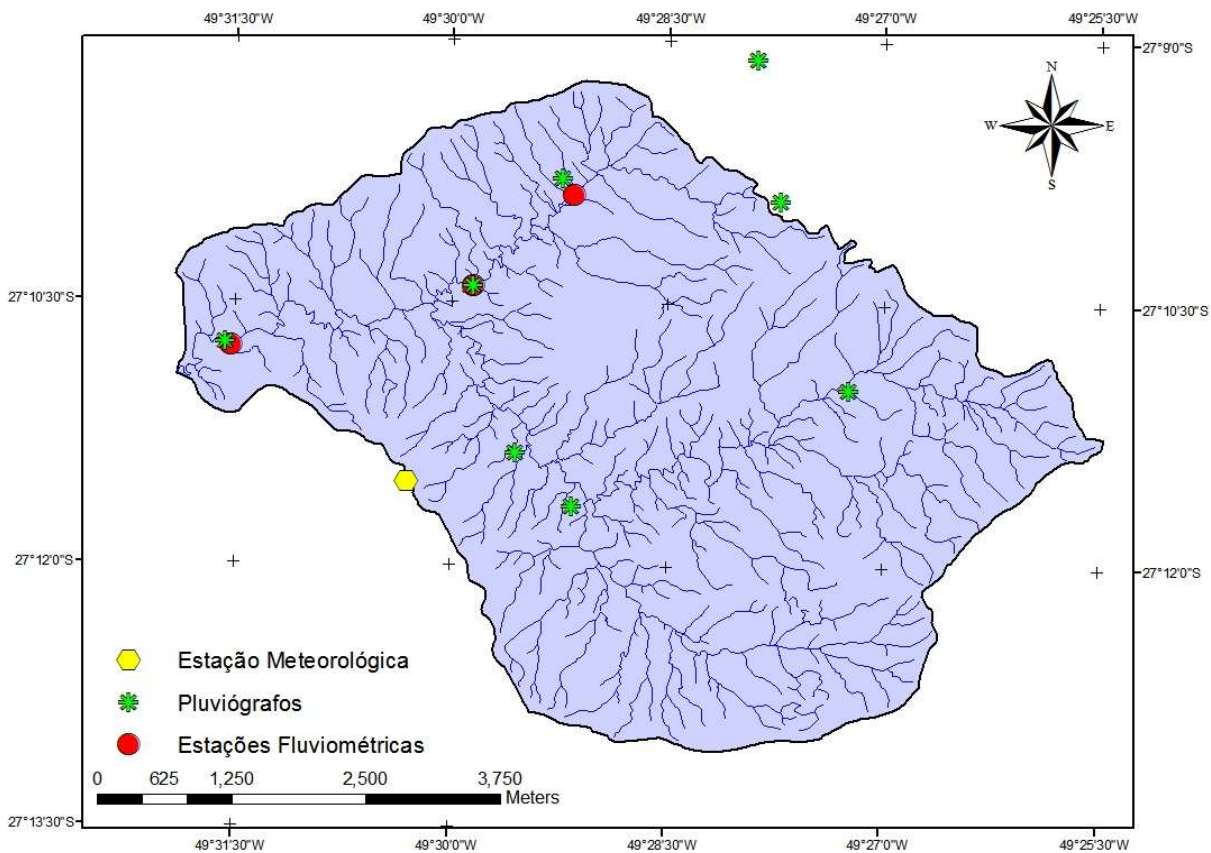 49°31'30"W 49°30'0"W 49°28'30"W 49°27'0"W 49°25'30"W
27°9'0"S
N
W E
S
27°10'30"S 27°10'30"S
27°12'0"S 27°12'0"S
Estação Meteorológica
Pluviógrafos
Estações Fluviométricas
0 625 1,250 2,500 3,750
Meters
27°13'30"S
49°31'30"W 49°30'0"W 49°28'30"W 49°27'0"W 49°25'30"W